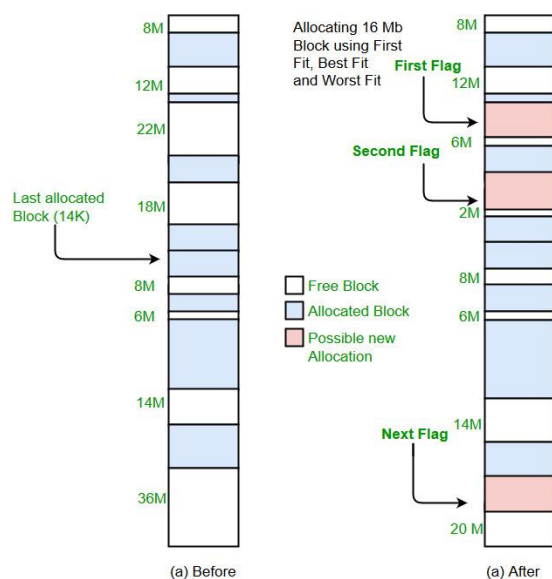 8M
12M
22M
18M
Last allocated
Block (14K)
8M
6M
14M
36M
(a) Before
Allocating 16 Mb
Block using First
Fit, Best Fit
and Worst Fit
Free Block
Allocated Block
Possible new
Allocation
8M
12M
First Flag
6M
Second Flag
2M
8M
6M
14M
Next Flag
20 M
(a) After